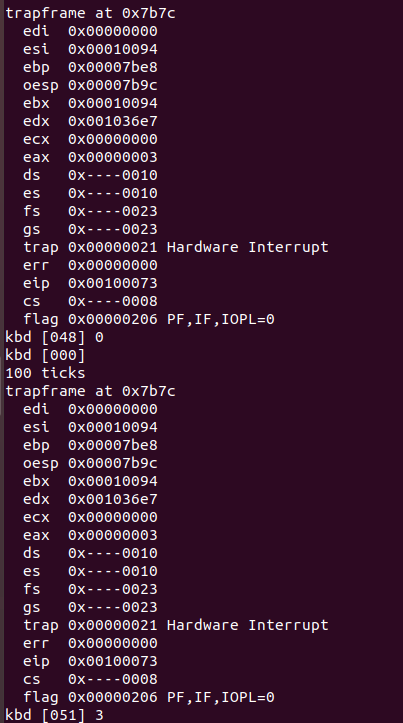 trapframe at 0x7b7c
  edi  0x00000000
  esi  0x00010094
  ebp  0x00007be8
  oesp 0x00007b9c
  ebx  0x00010094
  edx  0x001036e7
  ecx  0x00000000
  eax  0x00000003
  ds   0x----0010
  es   0x----0010
  fs   0x----0023
  gs   0x----0023
  trap 0x00000021 Hardware Interrupt
  err  0x00000000
  eip  0x00100073
  cs   0x----0008
  flag 0x00000206 PF,IF,IOPL=0
kbd [048] 0
kbd [000]
100 ticks
trapframe at 0x7b7c
  edi  0x00000000
  esi  0x00010094
  ebp  0x00007be8
  oesp 0x00007b9c
  ebx  0x00010094
  edx  0x001036e7
  ecx  0x00000000
  eax  0x00000003
  ds   0x----0010
  es   0x----0010
  fs   0x----0023
  gs   0x----0023
  trap 0x00000021 Hardware Interrupt
  err  0x00000000
  eip  0x00100073
  cs   0x----0008
  flag 0x00000206 PF,IF,IOPL=0
kbd [051] 3